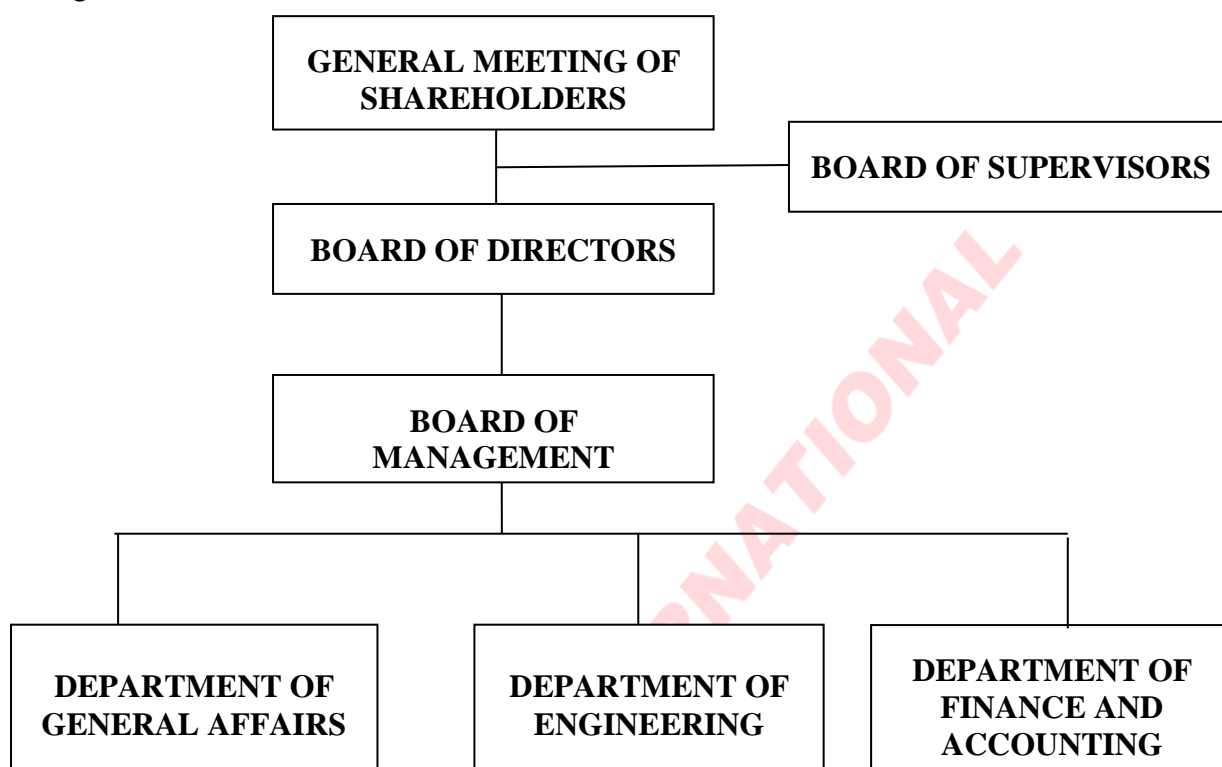 GENERAL MEETING OF
SHAREHOLDERS
BOARD OF SUPERVISORS
BOARD OF DIRECTORS
BOARD OF
MANAGEMENT
DEPARTMENT OF
GENERAL AFFAIRS
DEPARTMENT OF
ENGINEERING
DEPARTMENT OF
FINANCE AND
ACCOUNTING